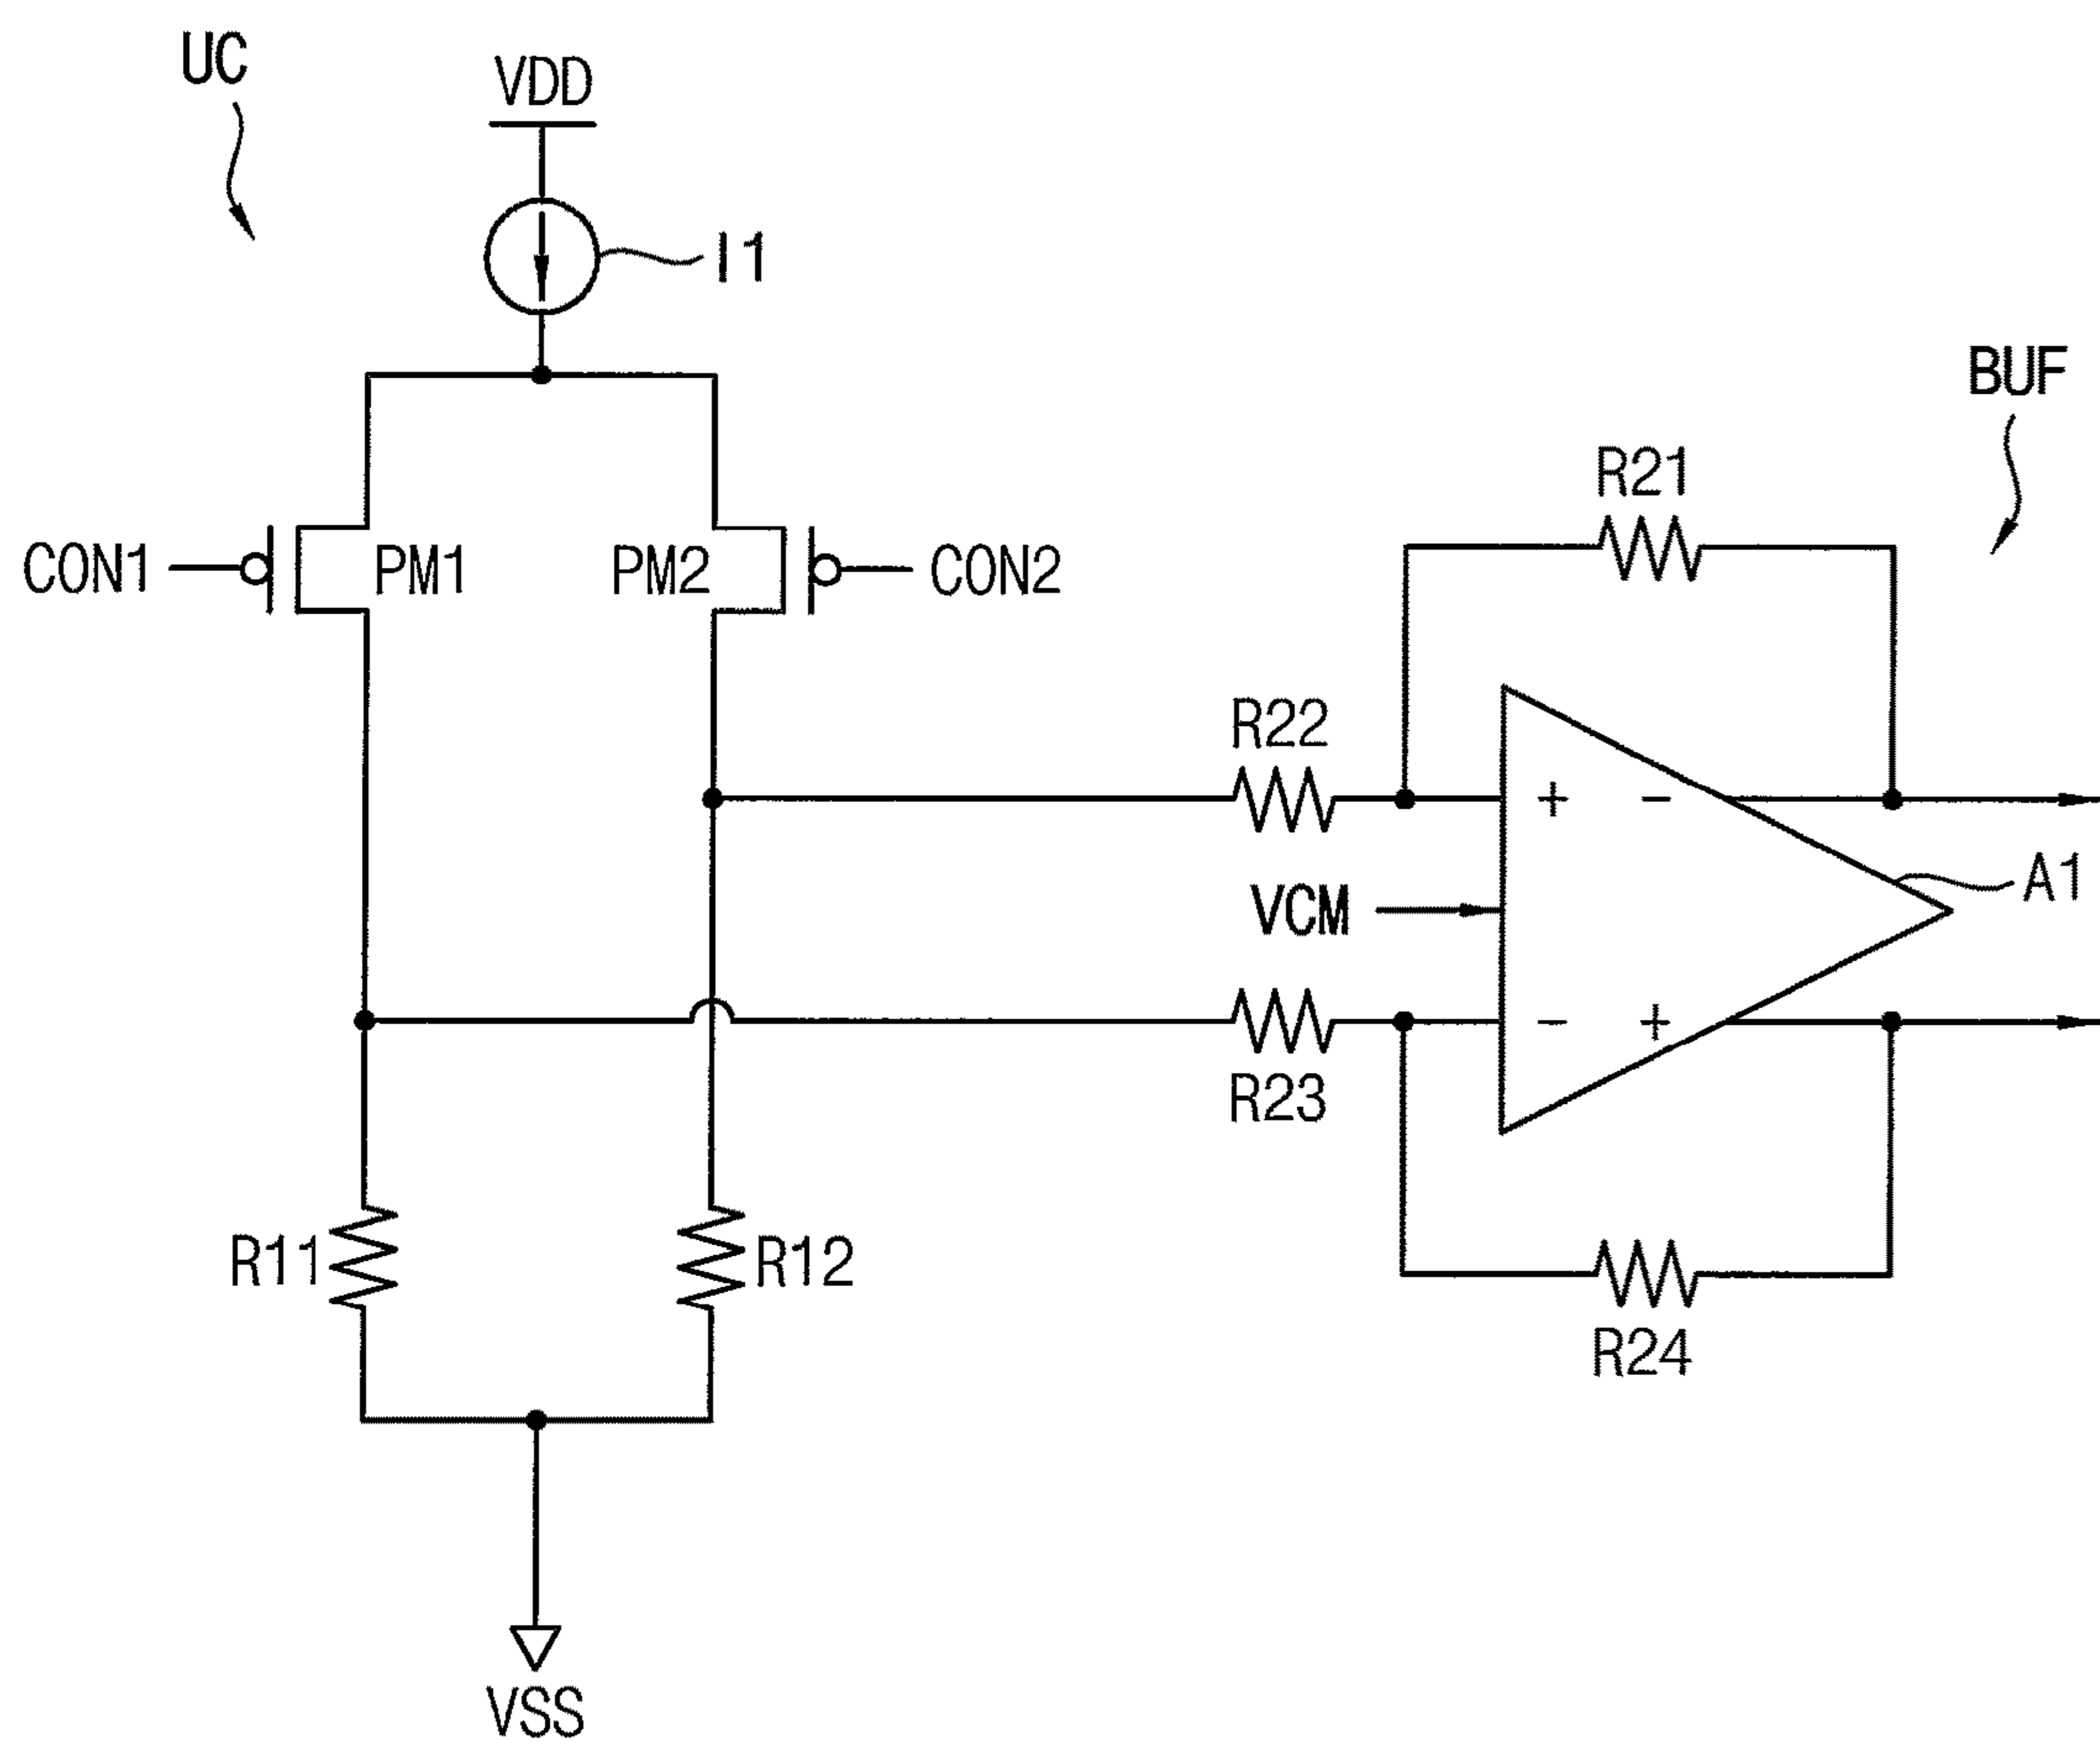 UC
VDD
I1
BUF
R21
CON1
PM1
PM2
CON2
R22
+
−
A1
VCM
−
+
R23
R11
R12
R24
VSS